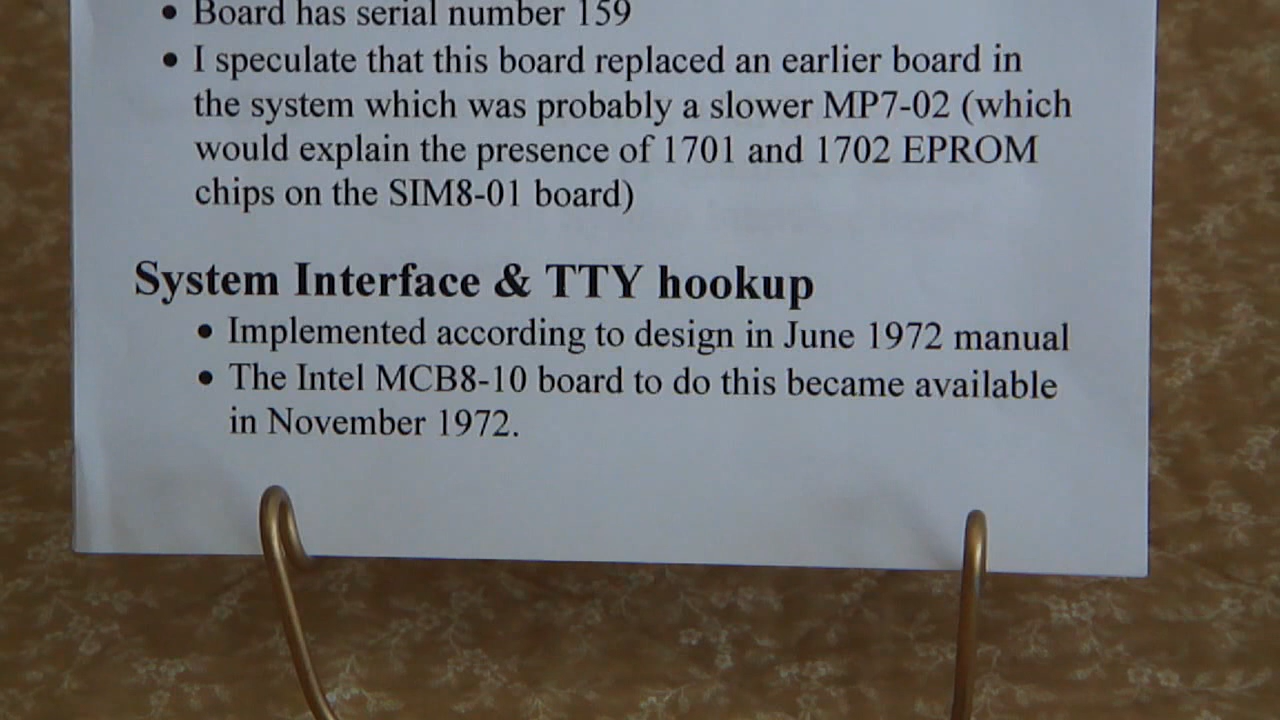 • Board has serial number 159
• I speculate that this board replaced an earlier board in
the system which was probably a slower MP7-02 (which
would explain the presence of 1701 and 1702 EPROM
chips on the SIM8-01 board)
System Interface & TTY hookup
• Implemented according to design in June 1972 manual
• The Intel MCB8-10 board to do this became available
in November 1972.